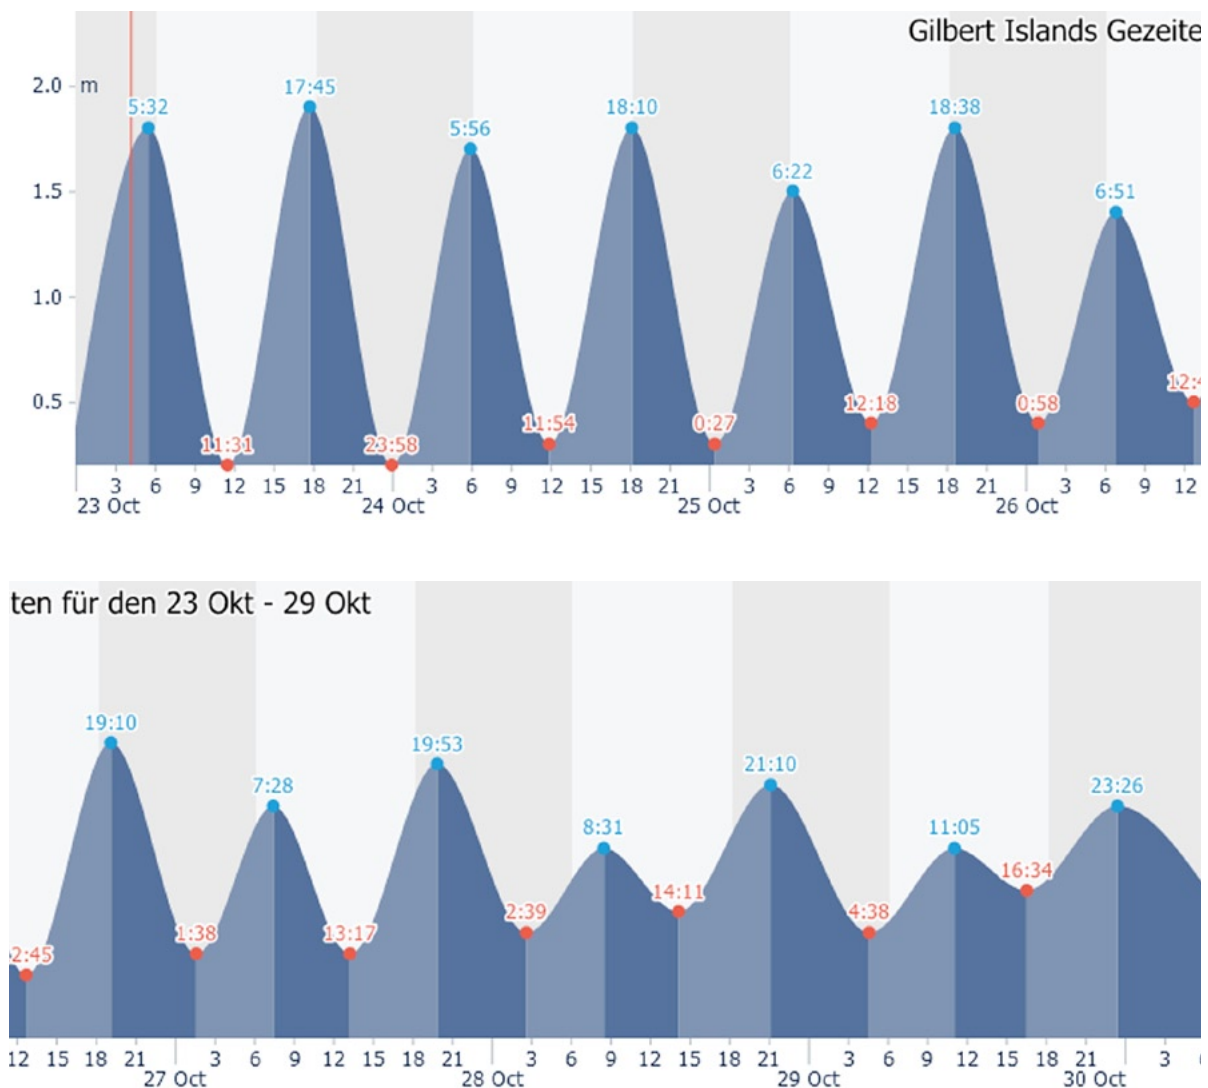 Gilbert Islands Gezeite
2.0 m
5:32 17:45 5:56 18:10 6:22 18:38 6:51
1.5
1.0
0.5
11:31 23:58 11:54 0:27 12:18 0:58 12:4
3 6 9 12 15 18 21 3 6 9 12 15 18 21 3 6 9 12 15 18 21 3 6 9 12
23 Oct 24 Oct 25 Oct 26 Oct
ten für den 23 Okt - 29 Okt
19:10 7:28 19:53 8:31 21:10 11:05 23:26
2:45 1:38 13:17 2:39 14:11 4:38 16:34
12 15 18 21 3 6 9 12 15 18 21 3 6 9 12 15 18 21 3 6 9 12 15 18 21 3
27 Oct 28 Oct 29 Oct 30 Oct